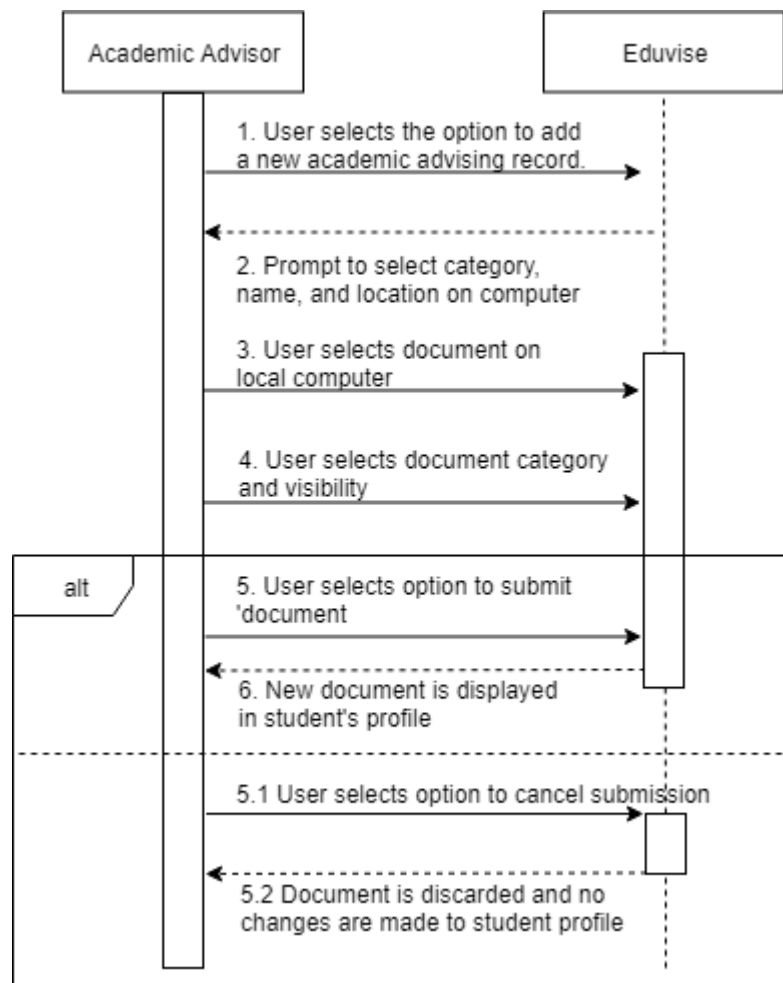 Academic Advisor
Eduvise
1. User selects the option to add
a new academic advising record.
2. Prompt to select category,
name, and location on computer
3. User selects document on
local computer
4. User selects document category
and visibility
alt
5. User selects option to submit
'document
6. New document is displayed
in student's profile
5.1 User selects option to cancel submission
5.2 Document is discarded and no
changes are made to student profile